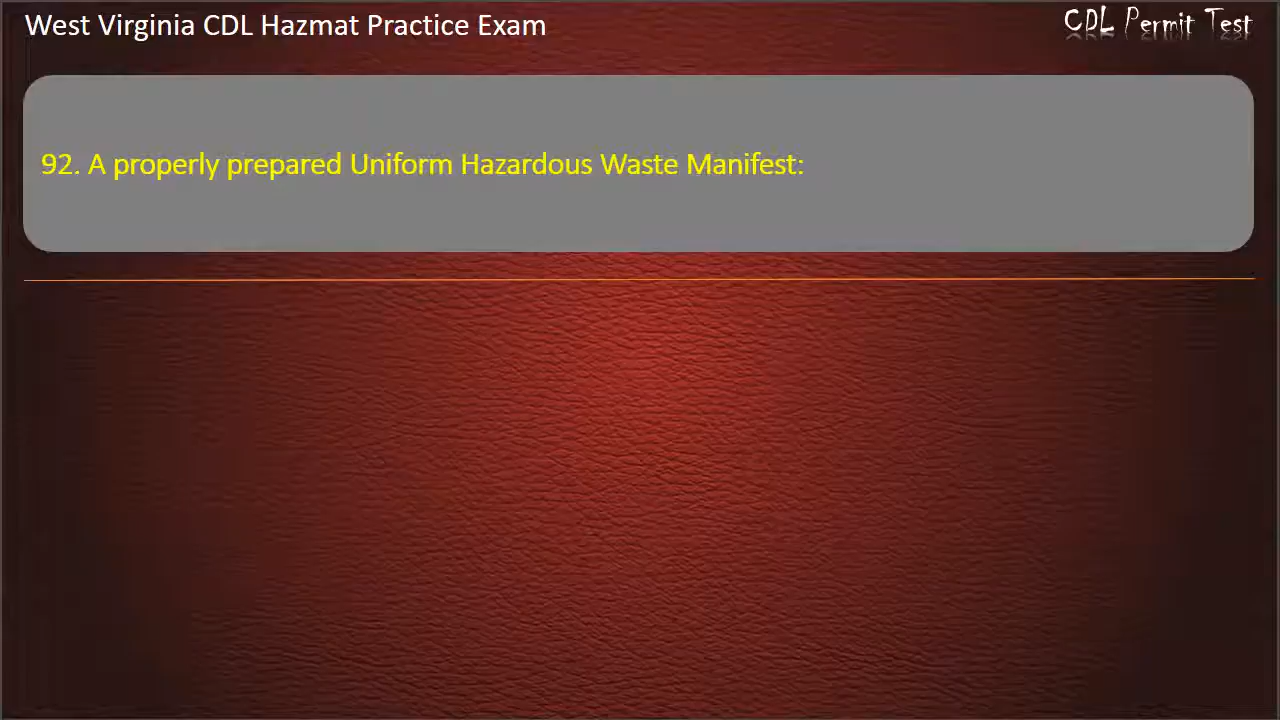 West Virginia CDL Hazmat Practice Exam
CDL Permit Test
92. A properly prepared Uniform Hazardous Waste Manifest: